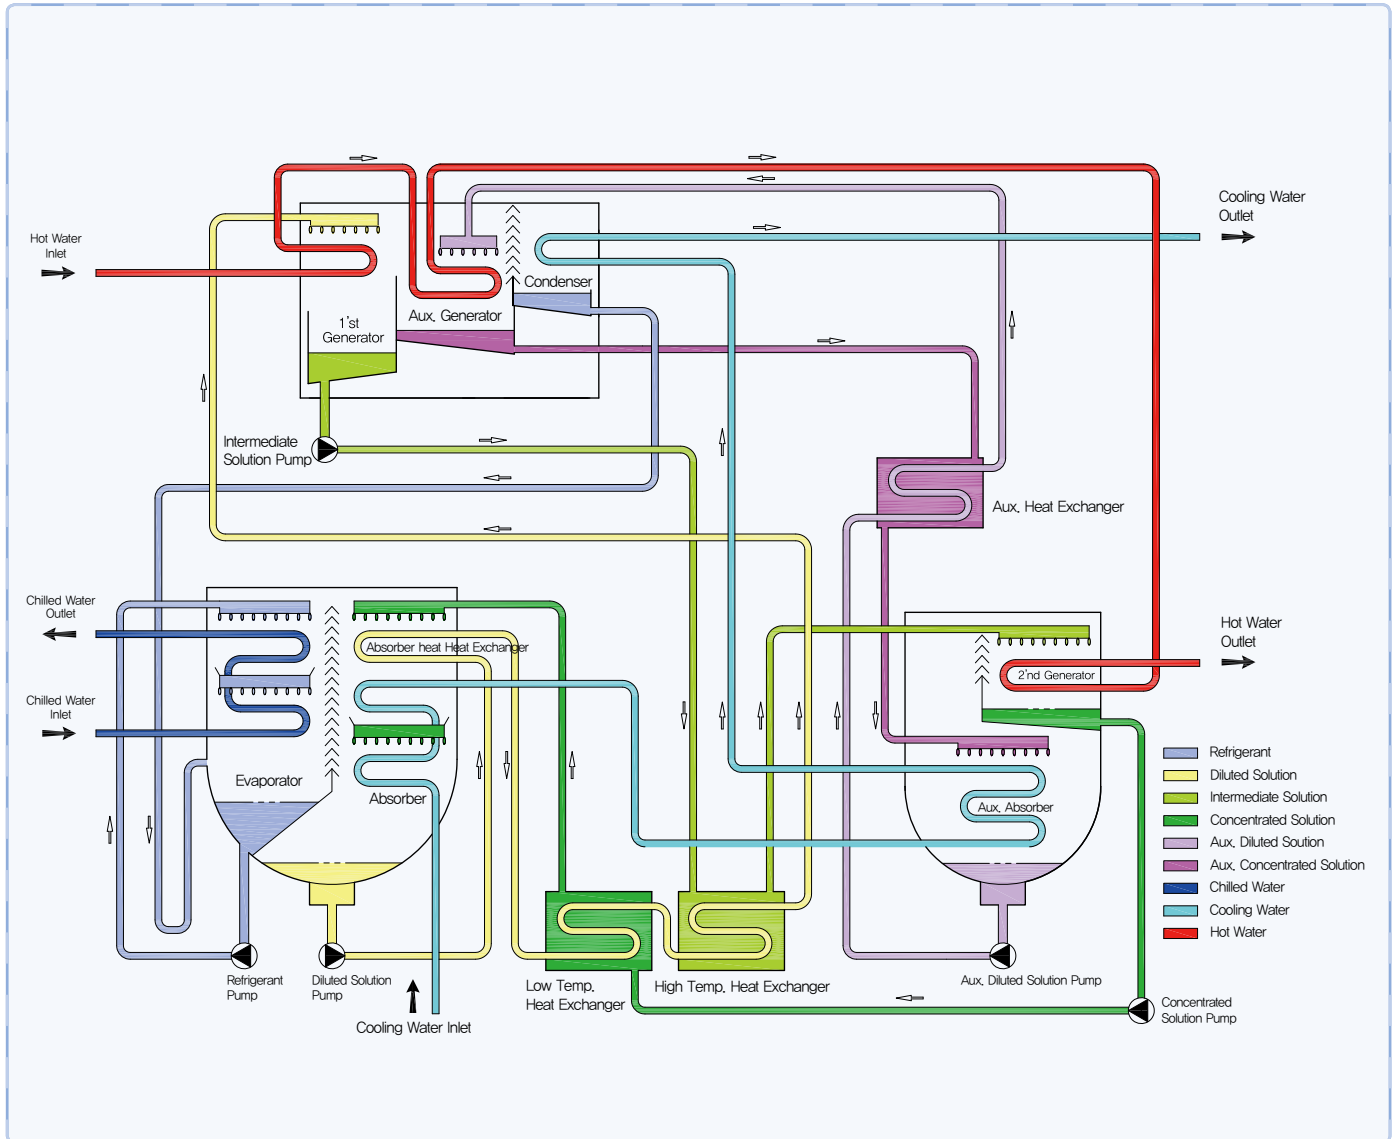 Cooling Water
Outlet
Hot Water
Inlet
Condenser
Aux. Generator
1'st
Generator
Intermediate
Solution Pump
Aux. Heat Exchanger
Chilled Water
Outlet
Absorber heat Heat Exchanger
Hot Water
Outlet
2'nd Generator
Chilled Water
Inlet
Evaporator
Absorber
Aux. Absorber
Refrigerant
Diluted Solution
Intermediate Solution
Concentrated Solution
Aux. Diluted Soution
Aux. Concentrated Solution
Chilled Water
Cooling Water
Hot Water
Refrigerant
Pump
Diluted Solution
Pump
Low Temp.
Heat Exchanger
High Temp. Heat Exchanger
Aux. Diluted Solution Pump
Concentrated
Solution Pump
Cooling Water Inlet